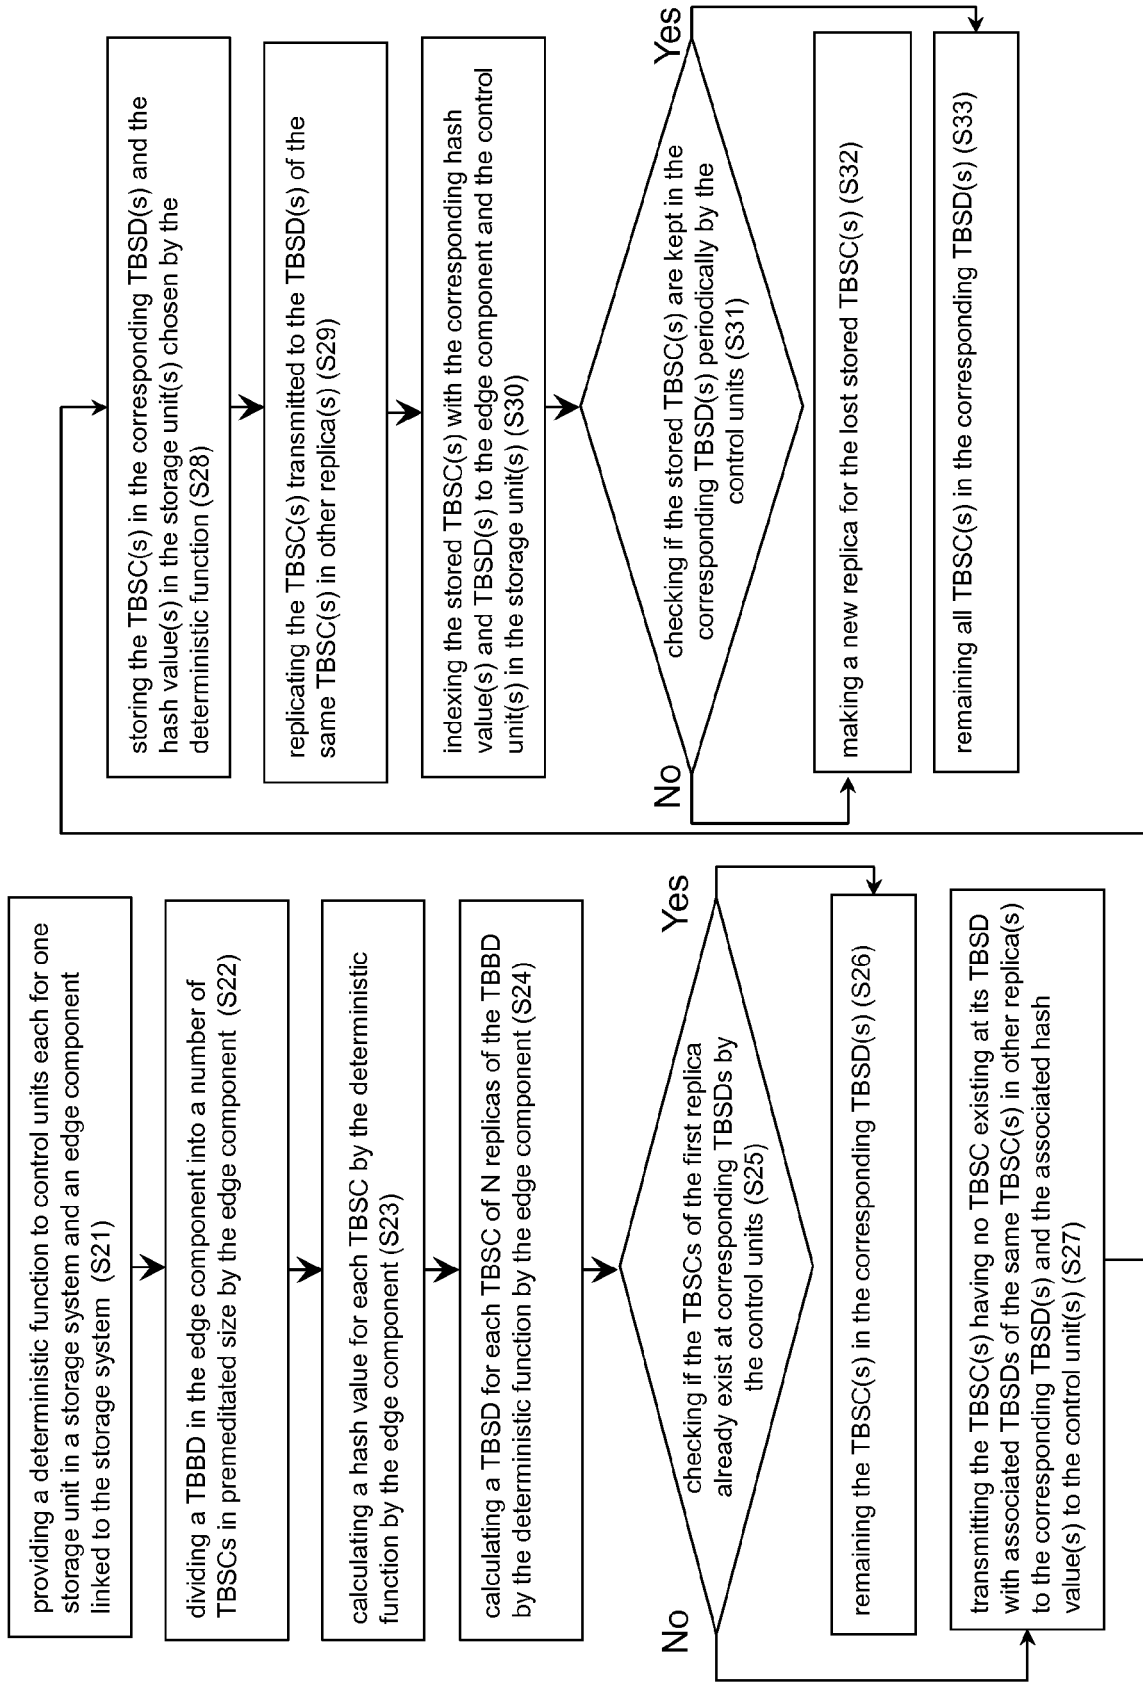 providing a deterministic function to control units each for one
storage unit in a storage system and an edge component
linked to the storage system (S21)
dividing a TBBD in the edge component into a number of
TBSCs in premeditated size by the edge component (S22)
calculating a hash value for each TBSC by the deterministic
function by the edge component (S23)
calculating a TBSD for each TBSC of N replicas of the TBBD
by the deterministic function by the edge component (S24)
No
Yes
checking if the TBSCs of the first replica
already exist at corresponding TBSDs by
the control units (S25)
remaining the TBSC(s) in the corresponding TBSD(s) (S26)
transmitting the TBSC(s) having no TBSC existing at its TBSD
with associated TBSDs of the same TBSC(s) in other replica(s)
to the corresponding TBSD(s) and the associated hash
value(s) to the control unit(s) (S27)
storing the TBSC(s) in the corresponding TBSD(s) and the
hash value(s) in the storage unit(s) chosen by the
deterministic function (S28)
replicating the TBSC(s) transmitted to the TBSD(s) of the
same TBSC(s) in other replica(s) (S29)
indexing the stored TBSC(s) with the corresponding hash
value(s) and TBSD(s) to the edge component and the control
unit(s) in the storage unit(s) (S30)
No
Yes
checking if the stored TBSC(s) are kept in the
corresponding TBSD(s) periodically by the
control units (S31)
making a new replica for the lost stored TBSC(s) (S32)
remaining all TBSC(s) in the corresponding TBSD(s) (S33)